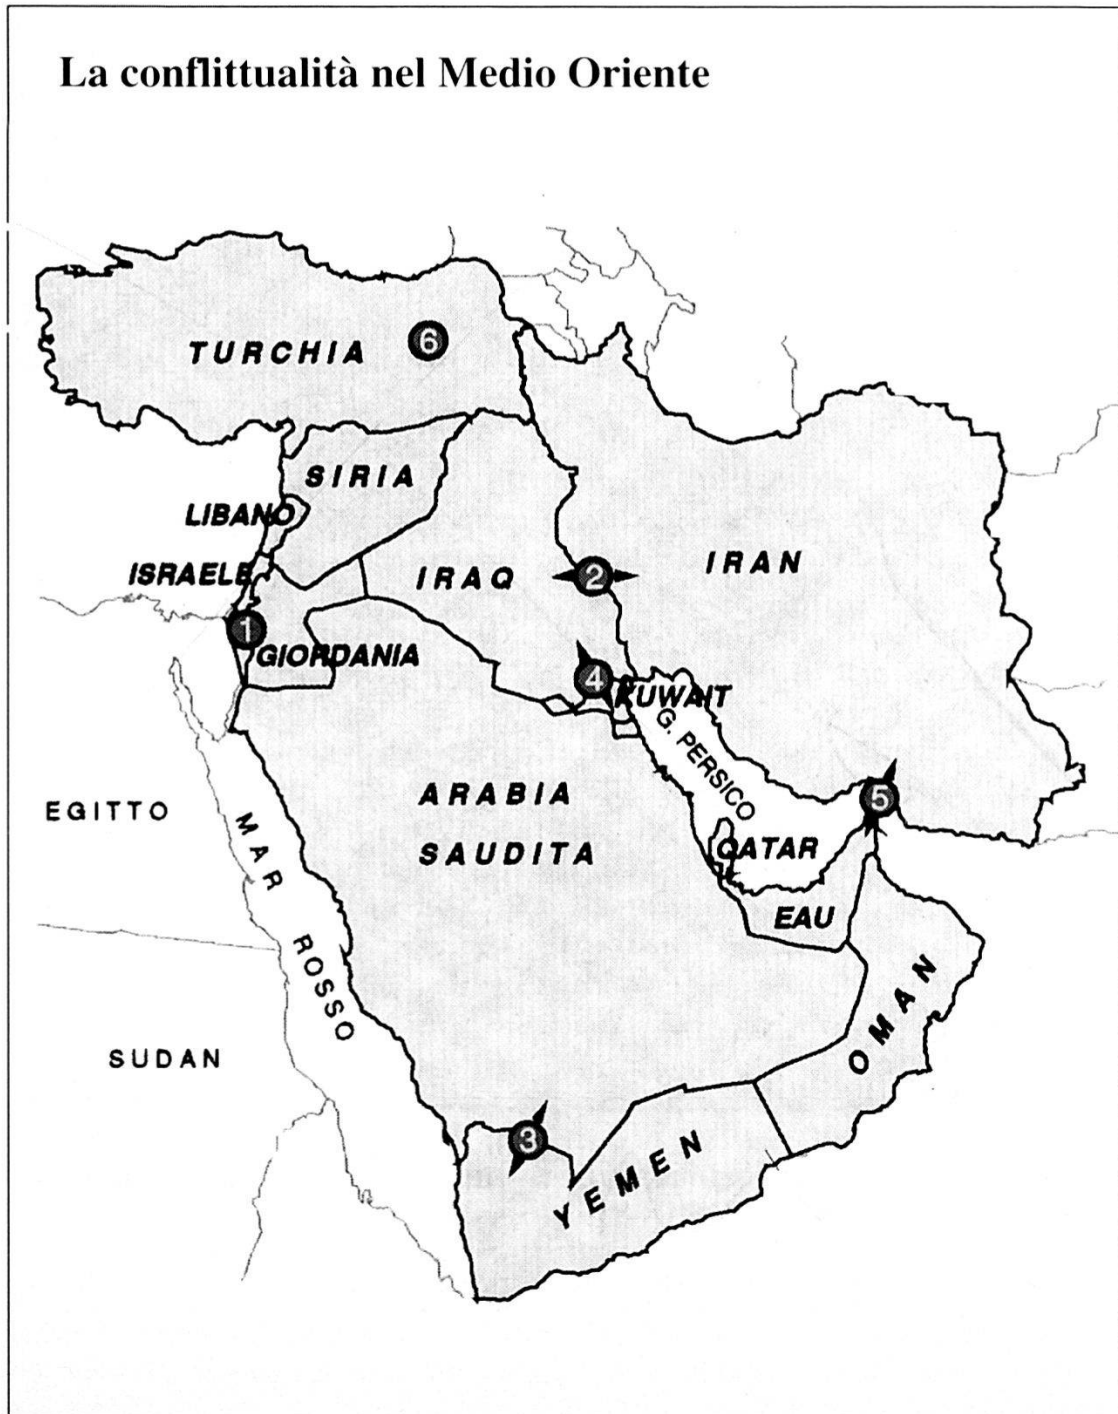 La conflittualità nel Medio Oriente
TURCHIA
6
SIRIA
LIBANO
ISRAELE
IRAQ
2
IRAN
1
GIORDANIA
4
KUWAIT
G. PERSICO
ARABIA
SAUDITA
EGITTO
MAR ROSSO
5
QATAR
EAU
OMAN
SUDAN
3
YEMEN